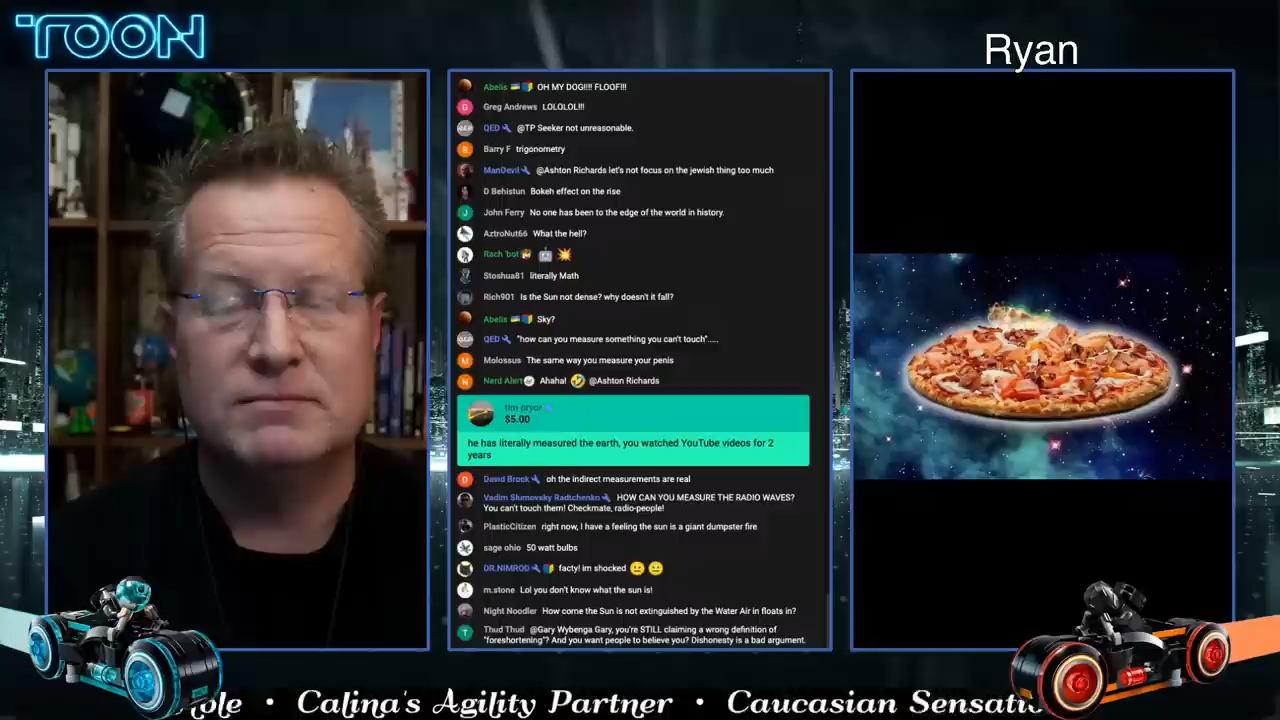 TOON
Ryan
Abelis OH MY DOG!!!! FLOOF!!!
G Greg Andrews LOLOLOL!!!
QED @TP Seeker not unreasonable.
B Barry F trigonometry
ManDevil @Ashton Richards let's not focus on the jewish thing too much
D Behistun Bokeh effect on the rise
J John Ferry No one has been to the edge of the world in history.
AztroNut66 What the hell?
Rach 'bot
Stoshua81 literally Math
Rich901 Is the Sun not dense? why doesn't it fall?
Abelis Sky?
QED "how can you measure something you can't touch".....
M Molossus The same way you measure your penis
N Nerd Alert Ahaha! @Ashton Richards
tim pryor
$5.00
he has literally measured the earth, you watched YouTube videos for 2
years
D David Brock oh the indirect measurements are real
Vadim Slumovsky Radtchenko HOW CAN YOU MEASURE THE RADIO WAVES?
You can't touch them! Checkmate, radio-people!
PlasticCitizen right now, I have a feeling the sun is a giant dumpster fire
sage ohio 50 watt bulbs
DR.NIMROD facty! im shocked
m.stone Lol you don't know what the sun is!
Night Noodler How come the Sun is not extinguished by the Water Air in floats in?
T Thud Thud @Gary Wybenga Gary, you're STILL claiming a wrong definition of
"foreshortening"? And you want people to believe you? Dishonesty is a bad argument.
• Calina's Agility Partner • Caucasian Sensati